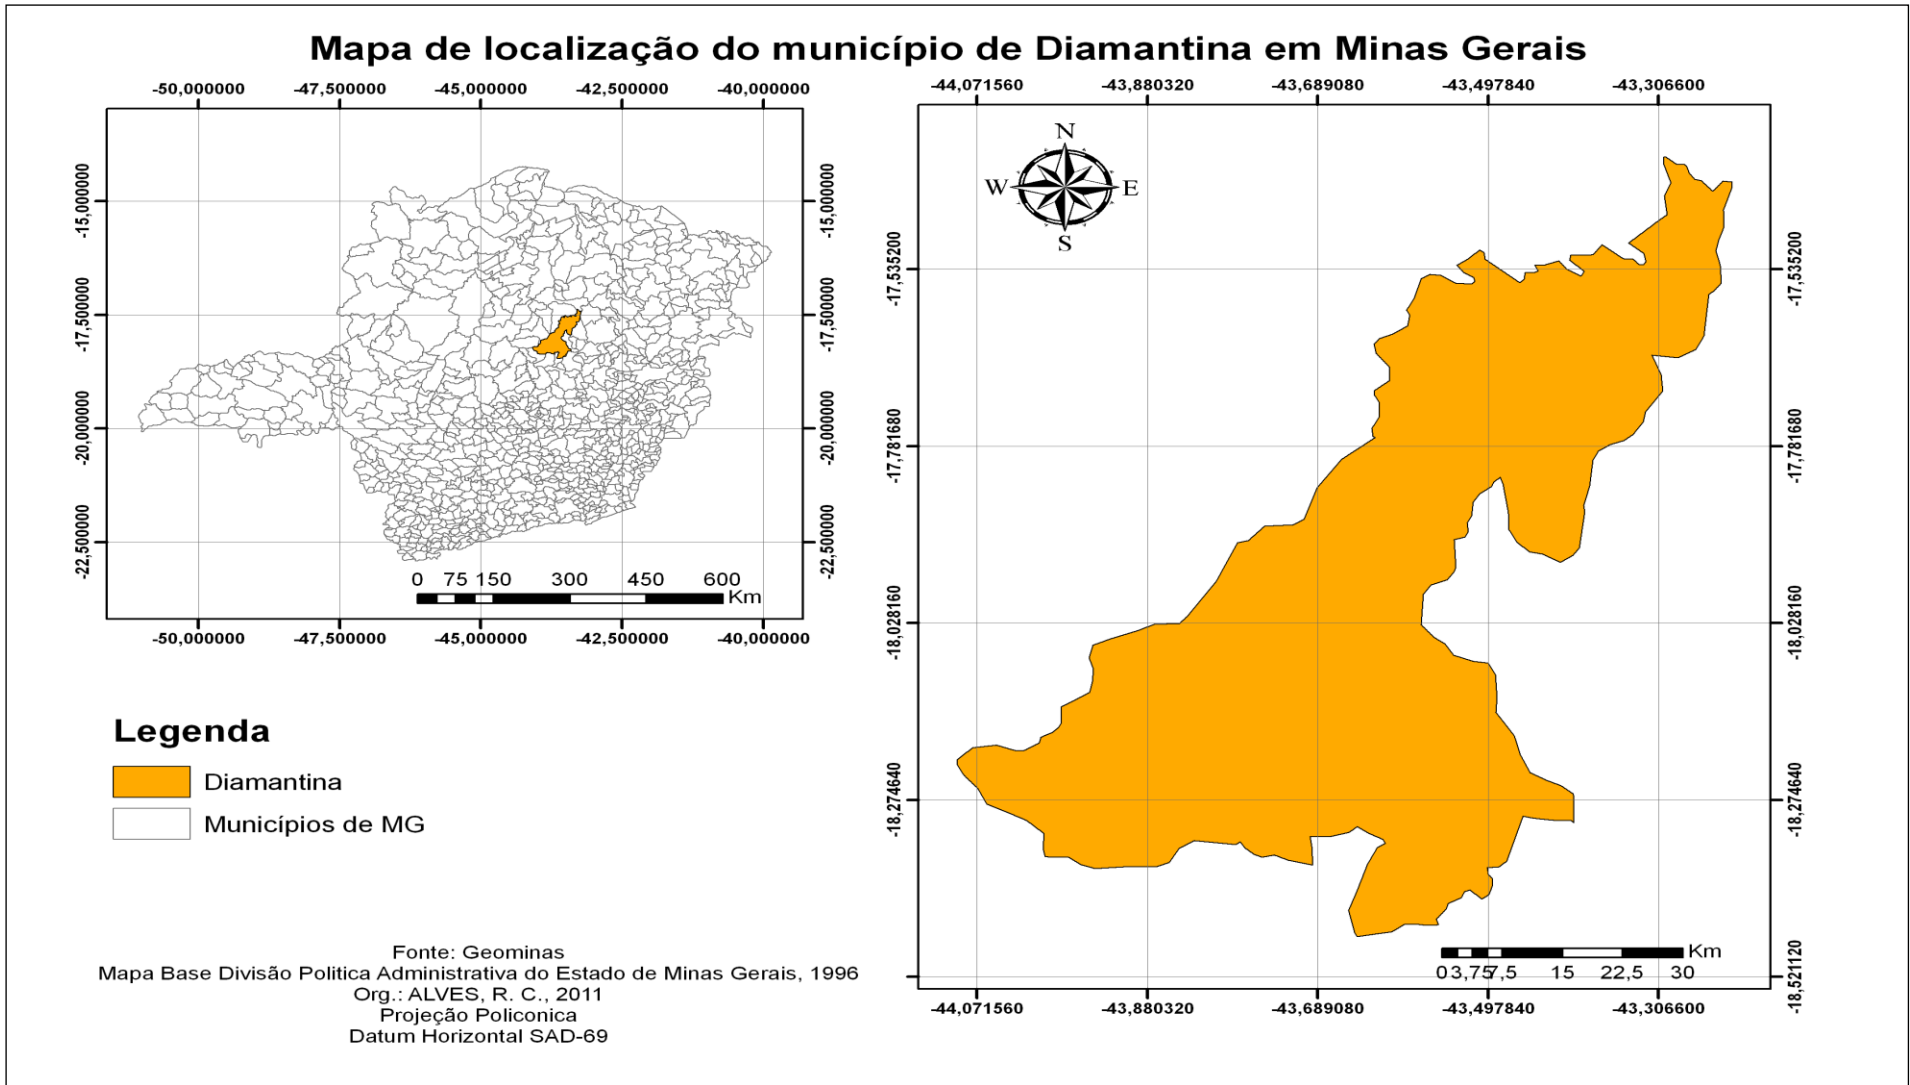 Mapa de localização do município de Diamantina em Minas Gerais
-50,000000 -47,500000 -45,000000 -42,500000 -40,000000
-15,000000 -15,000000
-17,500000 -17,500000
-20,000000 -20,000000
-22,500000 -22,500000
0 75 150 300 450 600
Km
-50,000000 -47,500000 -45,000000 -42,500000 -40,000000
-44,071560 -43,880320 -43,689080 -43,497840 -43,306600
N
W E
S
-17,535200 -17,535200
-17,781680 -17,781680
-18,028160 -18,028160
-18,274640 -18,274640
-18,521120
Km
0 3,75 7,5 15 22,5 30
-44,071560 -43,880320 -43,689080 -43,497840 -43,306600
Legenda
Diamantina
Municípios de MG
Fonte: Geominas
Mapa Base Divisão Politica Administrativa do Estado de Minas Gerais, 1996
Org.: ALVES, R. C., 2011
Projeção Policonica
Datum Horizontal SAD-69